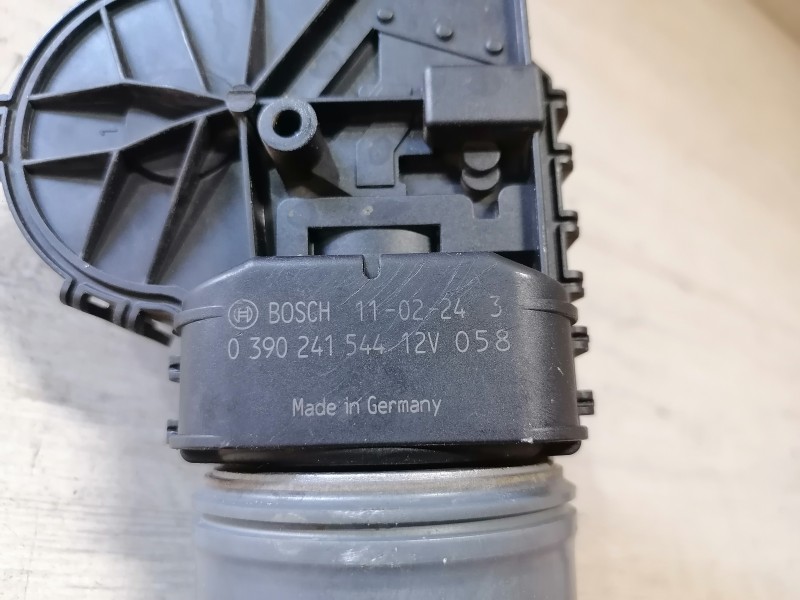 BOSCH 11-02-24 3
0 390 241 544 12V 058
Made in Germany